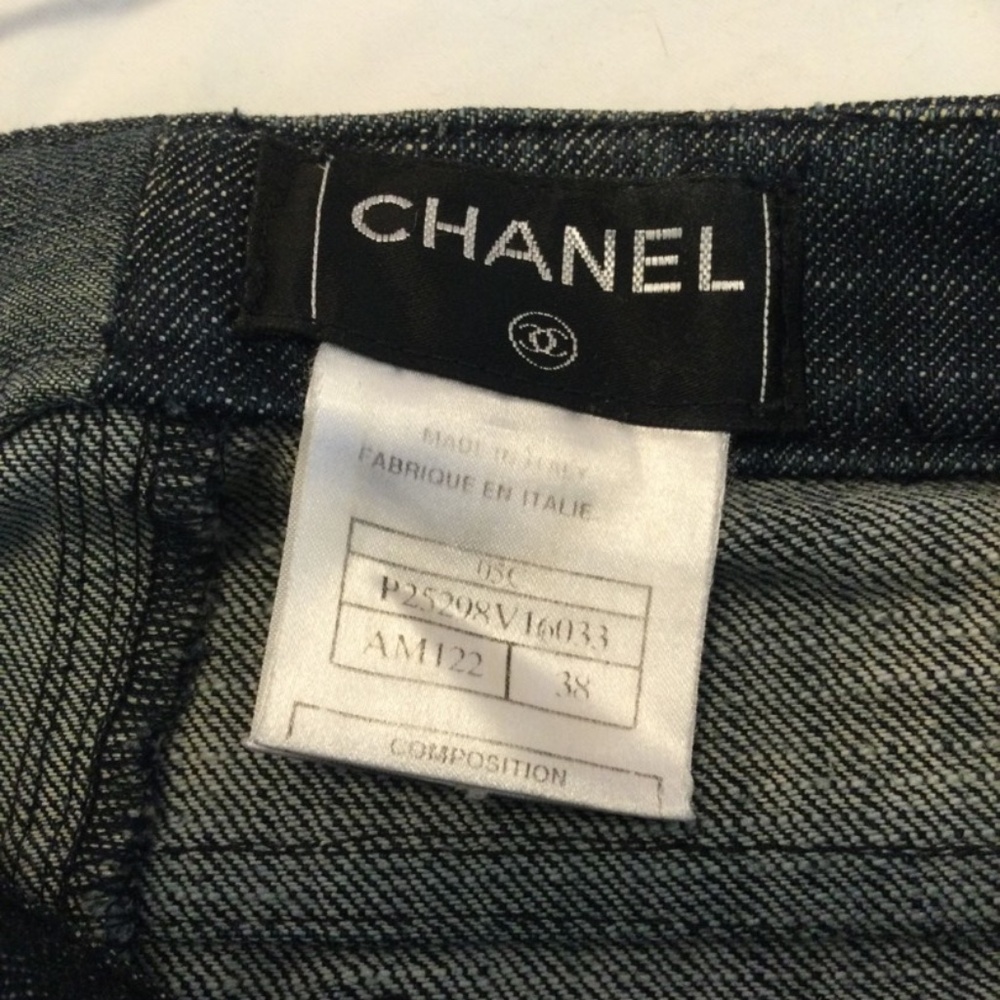 CHANEL
MADE IN ITALY
FABRIQUE EN ITALIE
05C
P25298V16033
AM122 38
COMPOSITION